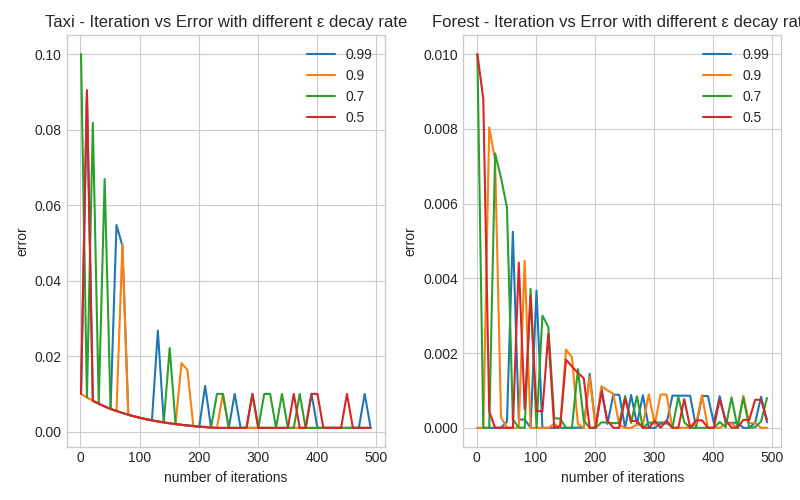 Taxi - Iteration vs Error with different ε decay rate
0.99
0.9
0.7
0.5
0.10
0.08
0.06
0.04
0.02
0.00
error
0 100 200 300 400 500
number of iterations
Forest - Iteration vs Error with different ε decay rat
0.99
0.9
0.7
0.5
0.010
0.008
0.006
0.004
0.002
0.000
error
0 100 200 300 400 500
number of iterations